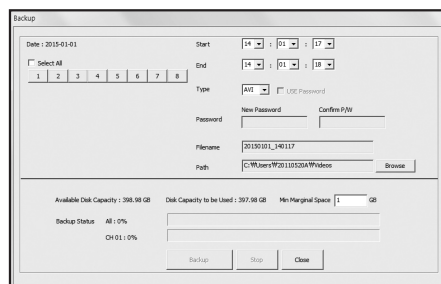 Backup
Date : 2015-01-01
Select All
1 2 3 4 5 6 7 8
Start 14 : 01 : 17
End 14 : 01 : 18
Type AVI USE Password
New Password Confirm P/W
Password
Filename 20150101_140117
Path C:₩Users₩20110520A₩Videos Browse
Available Disk Capacity : 398.98 GB Disk Capacity to be Used : 397.98 GB Min Marginal Space 1 GB
Backup Status All : 0%
CH 01 : 0%
Backup Stop Close